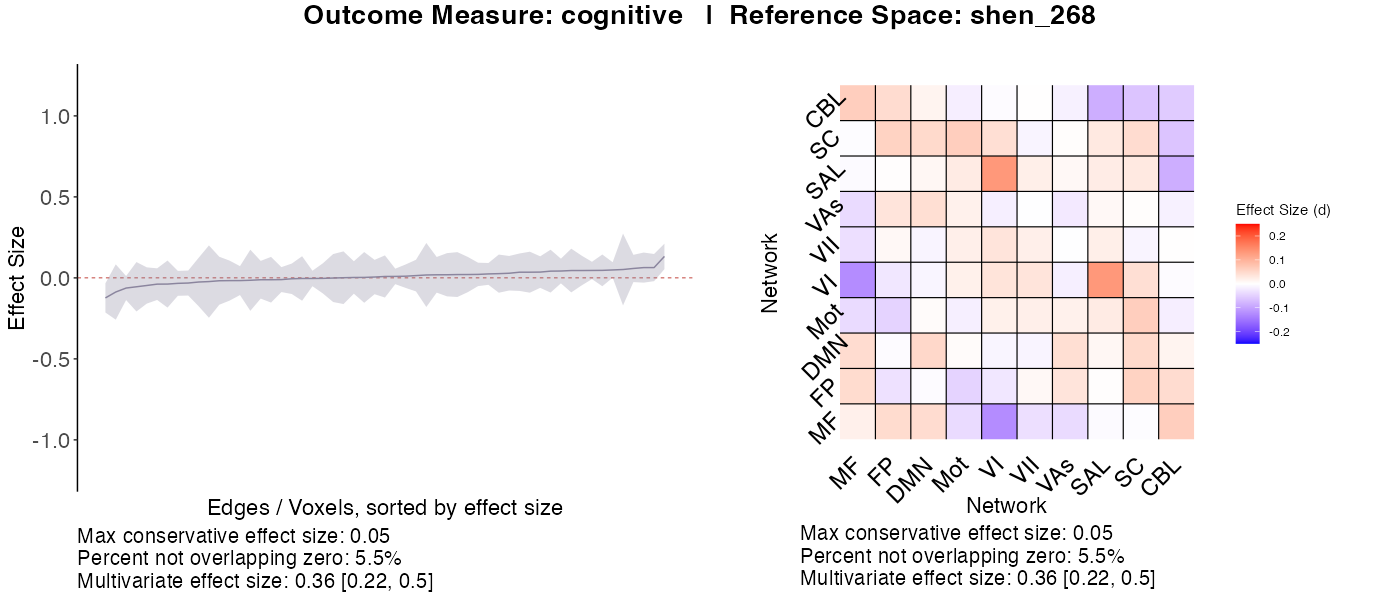 Outcome Measure: cognitive | Reference Space: shen_268
Effect Size
1.0
0.5
0.0
-0.5
-1.0
Edges / Voxels, sorted by effect size
Max conservative effect size: 0.05
Percent not overlapping zero: 5.5%
Multivariate effect size: 0.36 [0.22, 0.5]
Network
CBL
SC
SAL
VAs
VII
VI
Mot
DMN
FP
MF
MF FP DMN Mot VI VII VAs SAL SC CBL
Network
Max conservative effect size: 0.05
Percent not overlapping zero: 5.5%
Multivariate effect size: 0.36 [0.22, 0.5]
Effect Size (d)
0.2
0.1
0.0
-0.1
-0.2